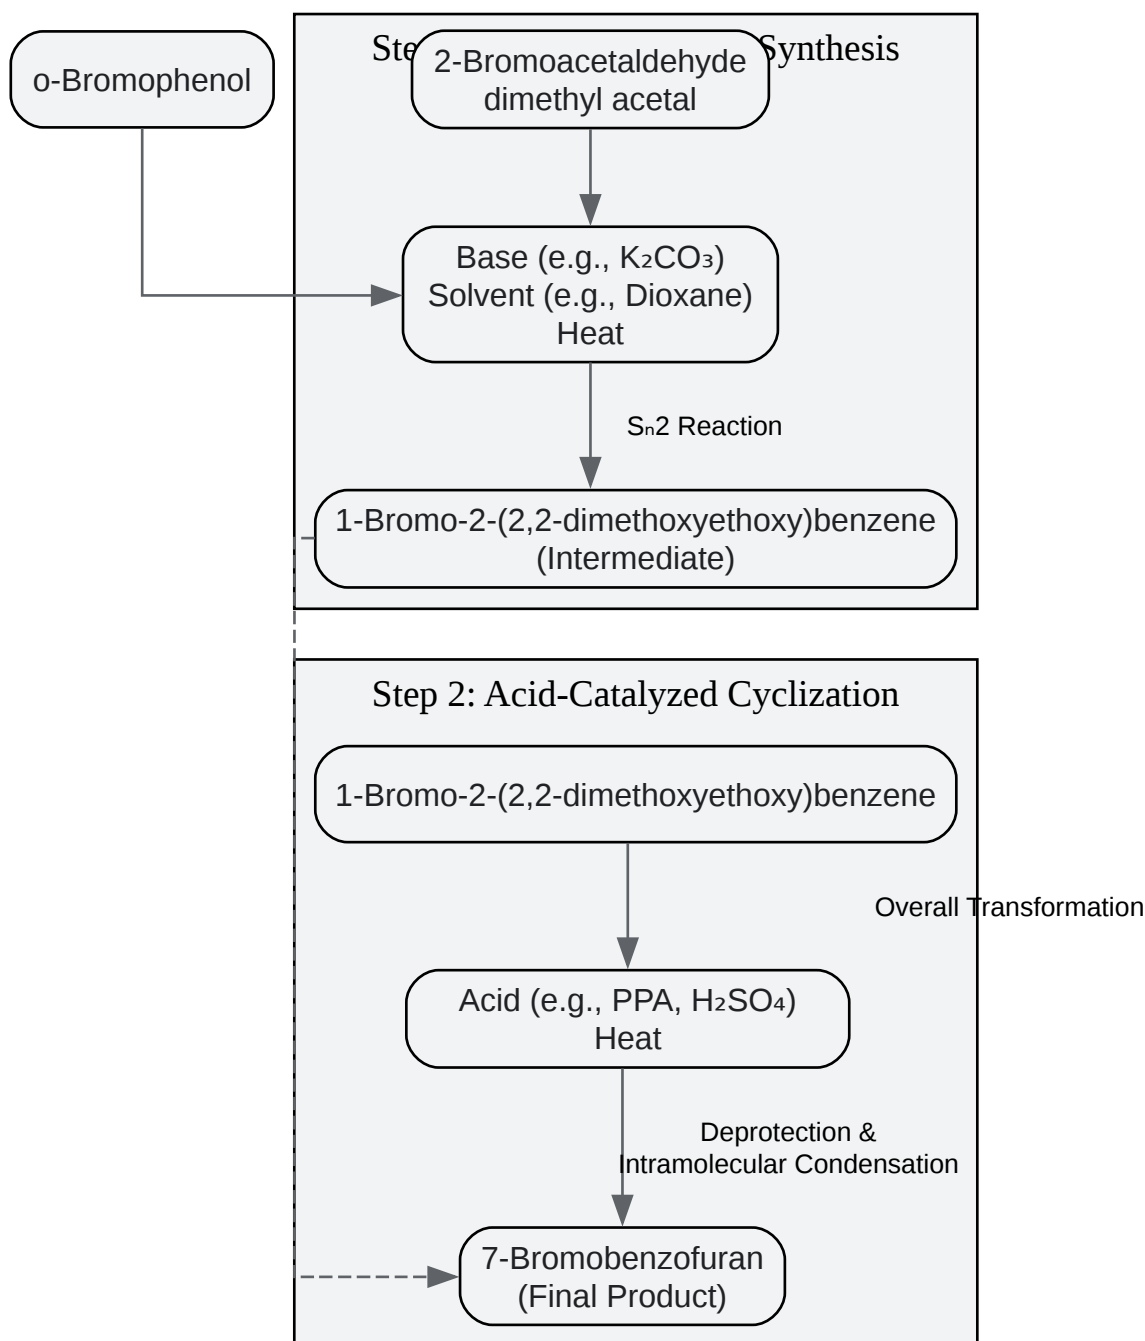 Ste
Synthesis
o-Bromophenol
2-Bromoacetaldehyde
dimethyl acetal
Base (e.g., K₂CO₃)
Solvent (e.g., Dioxane)
Heat
Sₙ2 Reaction
1-Bromo-2-(2,2-dimethoxyethoxy)benzene
(Intermediate)
Step 2: Acid-Catalyzed Cyclization
1-Bromo-2-(2,2-dimethoxyethoxy)benzene
Overall Transformation
Acid (e.g., PPA, H₂SO₄)
Heat
Deprotection &
Intramolecular Condensation
7-Bromobenzofuran
(Final Product)